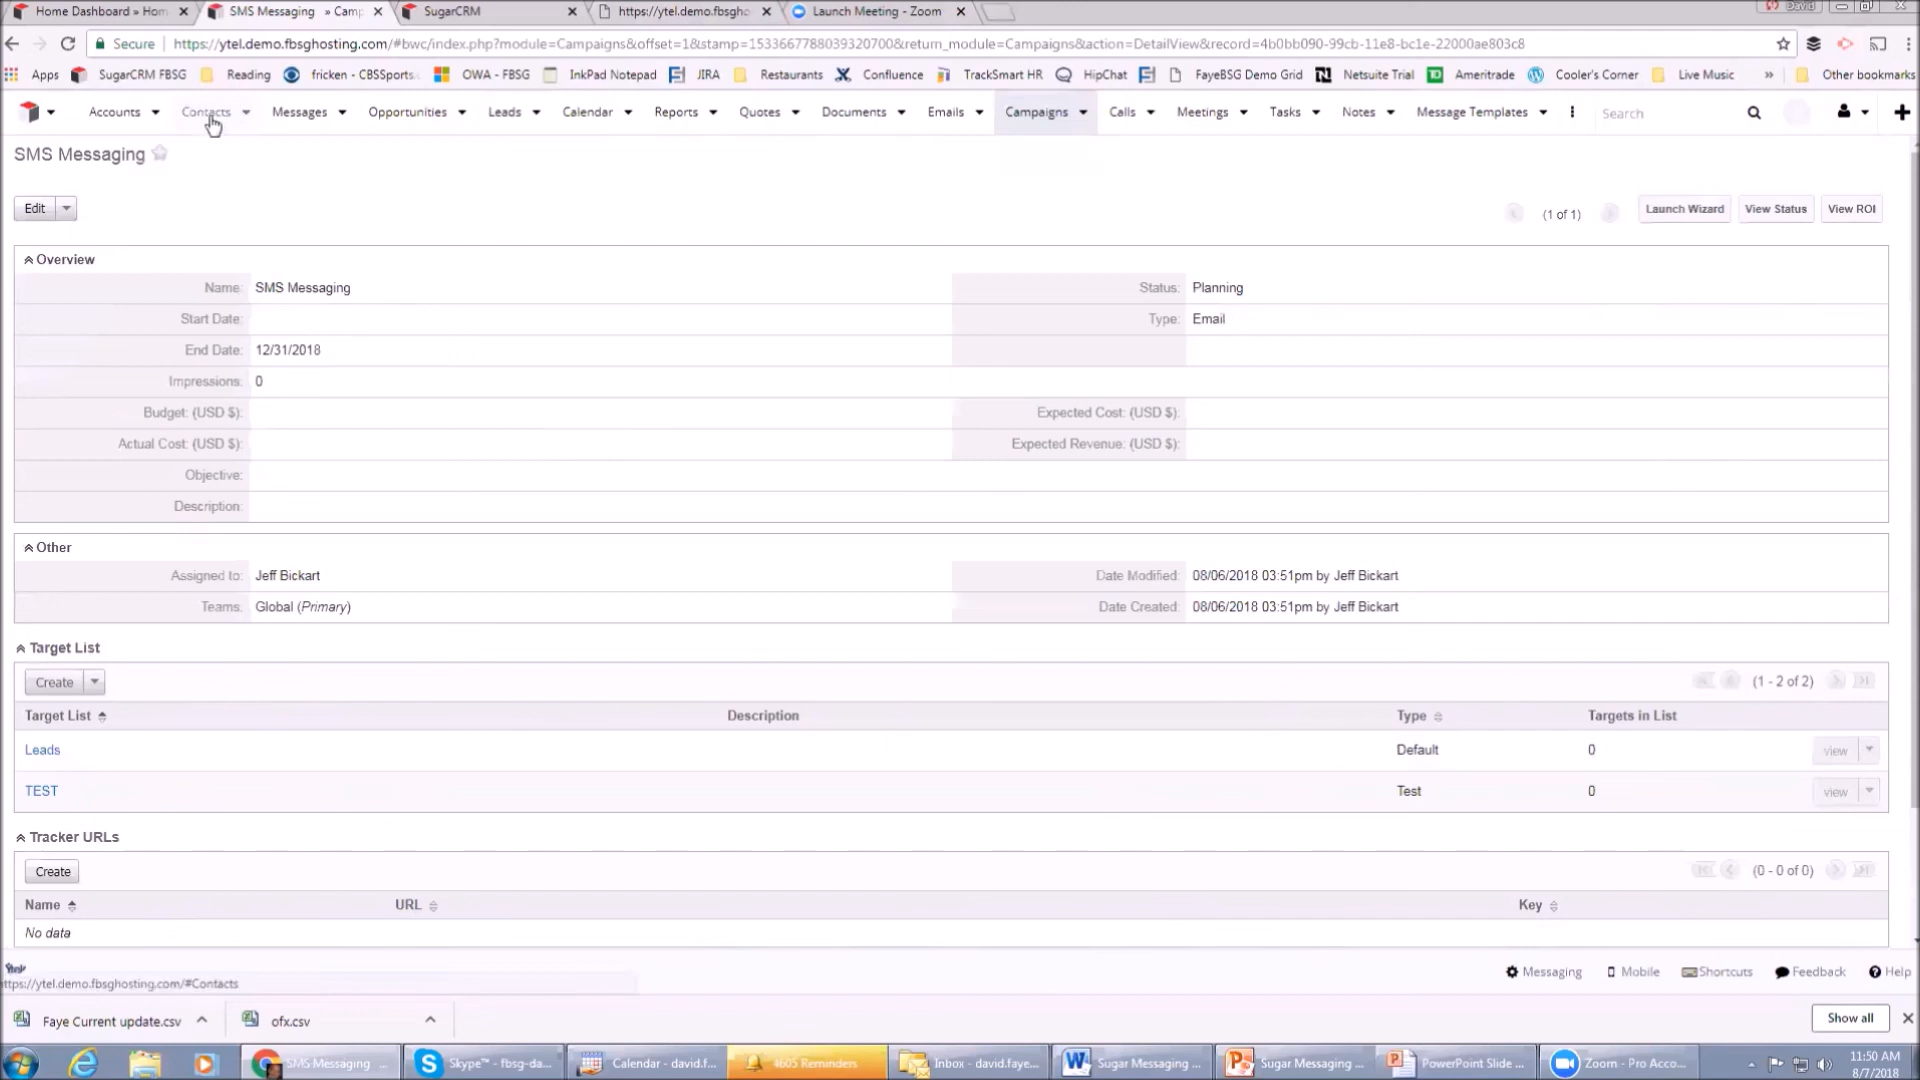 Home Dashboard » Hom
SMS Messaging » Camp
SugarCRM
https://ytel.demo.fbsgh
Launch Meeting - Zoom
David
Secure https://ytel.demo.fbsghosting.com/#bwc/index.php?module=Campaigns&offset=1&stamp=1533667788039320700&return_module=Campaigns&action=DetailView&record=4b0bb090-99cb-11e8-bc1e-22000ae803c8
Apps SugarCRM FBSG Reading fricken - CBSSports OWA - FBSG InkPad Notepad JIRA Restaurants Confluence TrackSmart HR HipChat FayeBSG Demo Grid Netsuite Trial Ameritrade Cooler's Corner Live Music » Other bookmarks
Accounts Contacts Messages Opportunities Leads Calendar Reports Quotes Documents Emails Campaigns Calls Meetings Tasks Notes Message Templates Search
SMS Messaging
Edit (1 of 1) Launch Wizard View Status View ROI
Overview
Name: SMS Messaging Status: Planning
Start Date: Type: Email
End Date: 12/31/2018
Impressions: 0
Budget: (USD $): Expected Cost: (USD $):
Actual Cost: (USD $): Expected Revenue: (USD $):
Objective:
Description:
Other
Assigned to: Jeff Bickart Date Modified: 08/06/2018 03:51pm by Jeff Bickart
Teams: Global (Primary) Date Created: 08/06/2018 03:51pm by Jeff Bickart
Target List
Create (1 - 2 of 2)
Target List Description Type Targets in List
Leads Default 0 view
TEST Test 0 view
Tracker URLs
Create (0 - 0 of 0)
Name URL Key
No data
Messaging Mobile Shortcuts Feedback Help
ttps://ytel.demo.fbsghosting.com/#Contacts
Faye Current update.csv ofx.csv Show all
SMS Messaging ... Skype™ - fbsg-da... Calendar - david.f... 4605 Reminders Inbox - david.faye... Sugar Messaging ... Sugar Messaging ... PowerPoint Slide ... Zoom - Pro Acco...
11:50 AM
8/7/2018